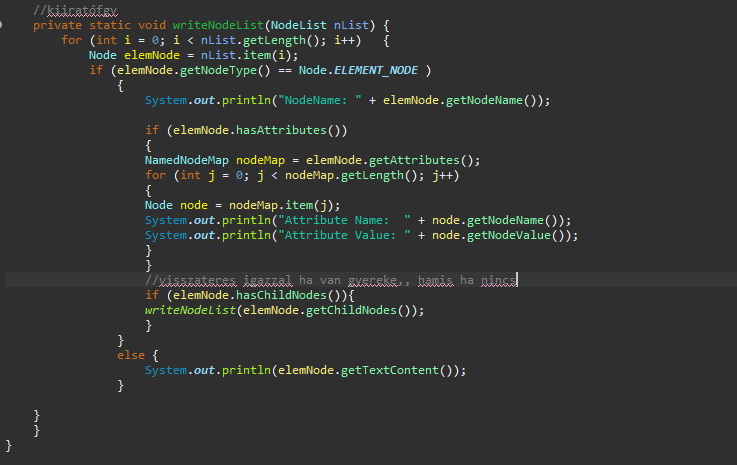 //kiiratófgv
private static void writeNodeList(NodeList nList) {
for (int i = 0; i < nList.getLength(); i++) {
Node elemNode = nList.item(i);
if (elemNode.getNodeType() == Node.ELEMENT_NODE )
{
System.out.println("NodeName: " + elemNode.getNodeName());
if (elemNode.hasAttributes())
{
NamedNodeMap nodeMap = elemNode.getAttributes();
for (int j = 0; j < nodeMap.getLength(); j++)
{
Node node = nodeMap.item(j);
System.out.println("Attribute Name:  " + node.getNodeName());
System.out.println("Attribute Value: " + node.getNodeValue());
}
}
//visszateres igazzal ha van gyereke,, hamis ha nincs
if (elemNode.hasChildNodes()){
writeNodeList(elemNode.getChildNodes());
}
}
else {
System.out.println(elemNode.getTextContent());
}
}
}
}